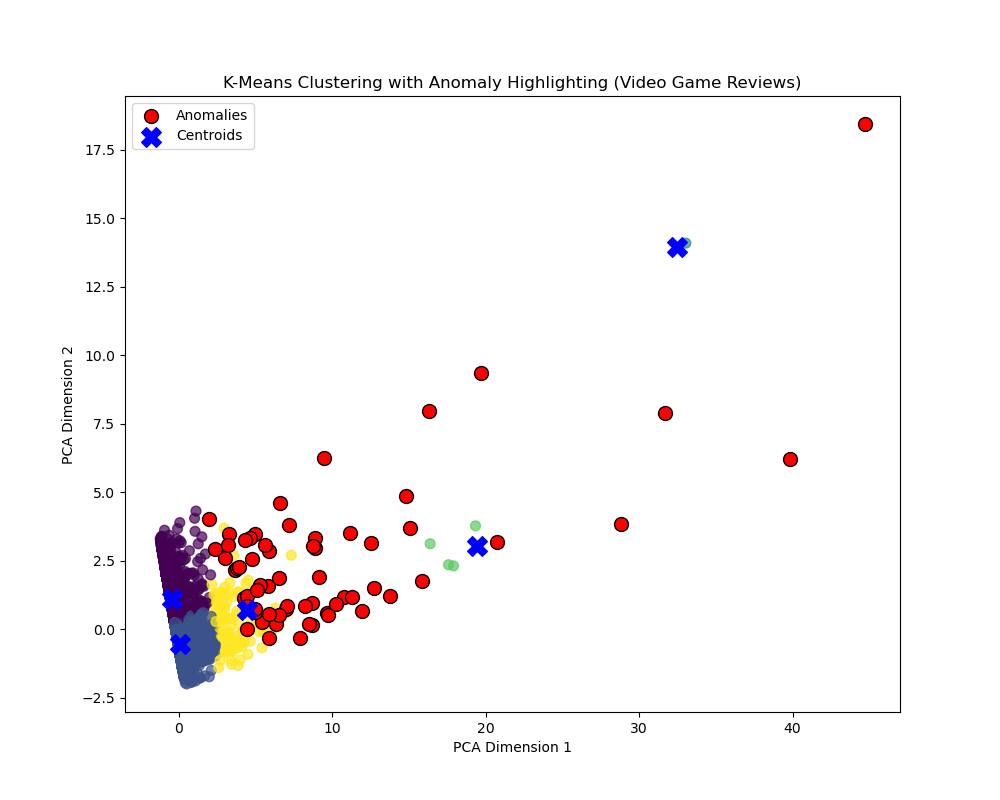 K-Means Clustering with Anomaly Highlighting (Video Game Reviews)
Anomalies
Centroids
PCA Dimension 2
17.5
15.0
12.5
10.0
7.5
5.0
2.5
0.0
−2.5
0 10 20 30 40
PCA Dimension 1